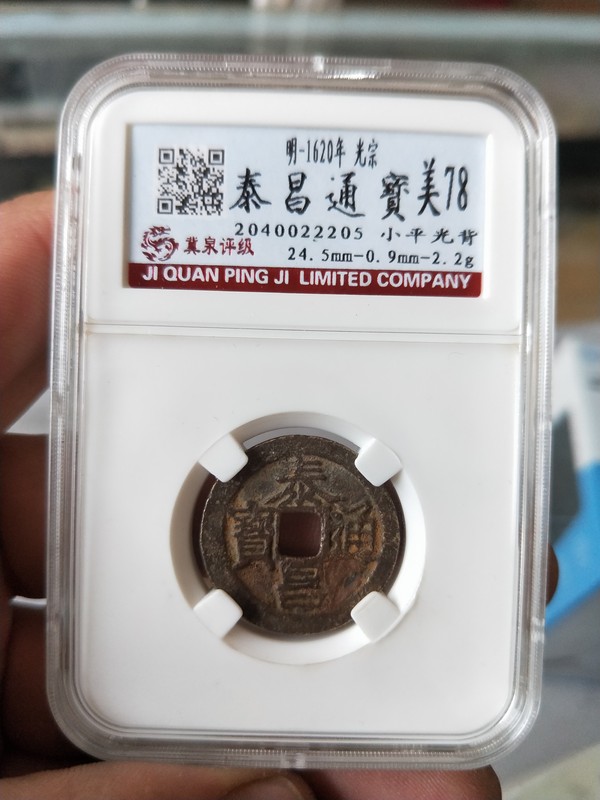 明-1620年 光宗
泰昌通寳 美78
2040022205 小平光背
冀泉评级 24.5mm-0.9mm-2.2g
JI QUAN PING JI LIMITED COMPANY
泰昌通寳